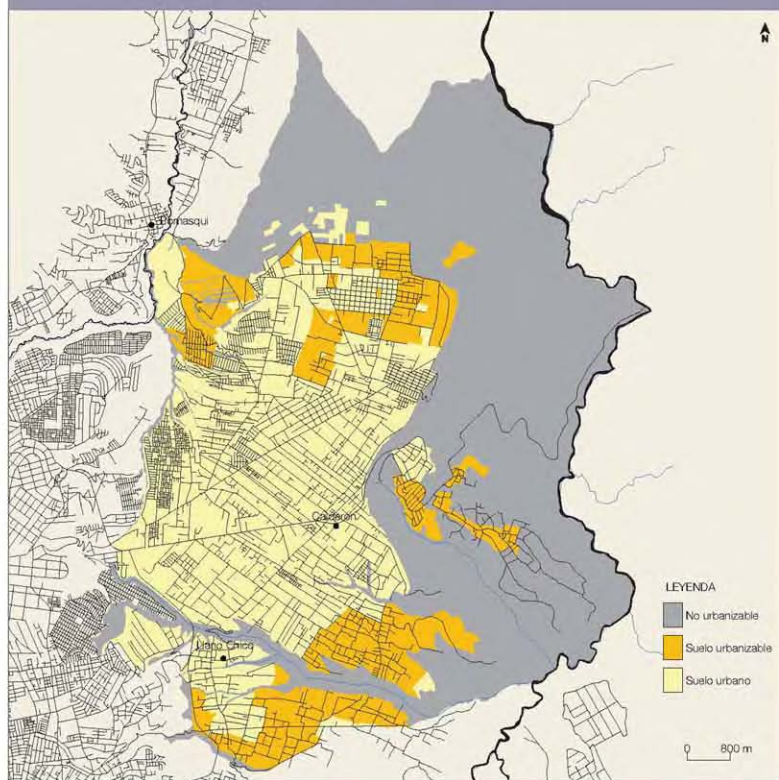 N
Pomasqui
Calderón
Llano Chico
LEYENDA
No urbanizable
Suelo urbanizable
Suelo urbano
0 800 m